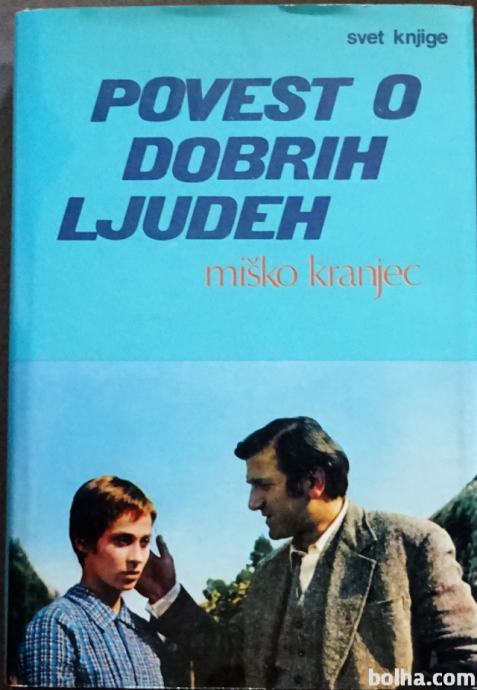 svet knjige
POVEST O
DOBRIH
LJUDEH
miško kranjec
bolha.com